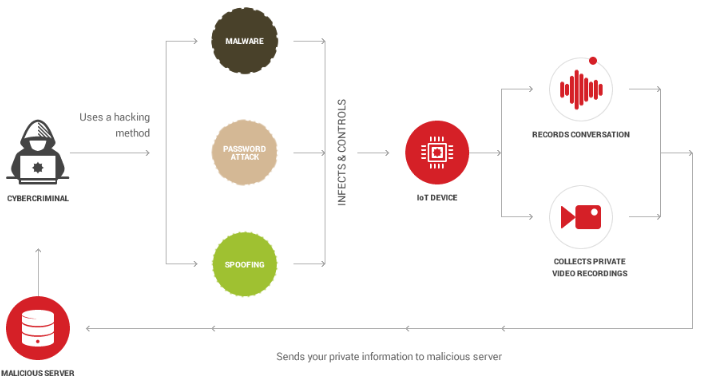 MALWARE
Uses a hacking
method
PASSWORD
ATTACK
INFECTS & CONTROLS
RECORDS CONVERSATION
CYBERCRIMINAL
IoT DEVICE
SPOOFING
COLLECTS PRIVATE
VIDEO RECORDINGS
Sends your private information to malicious server
MALICIOUS SERVER